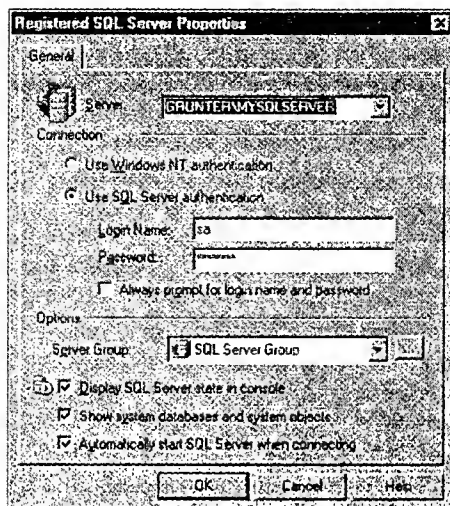 Registered SQL Server Properties
General
Server: GRUNTER\MYSQLSERVER
Connection
Use Windows NT authentication
Use SQL Server authentication
Login Name: sa
Password: ********
Always prompt for login name and password
Options
Server Group: SQL Server Group ...
Display SQL Server state in console
Show system databases and system objects
Automatically start SQL Server when connecting
OK Cancel Help